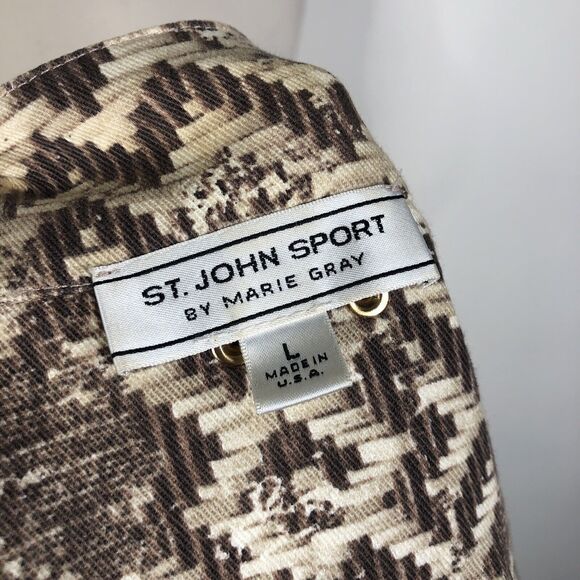 ST. JOHN SPORT
BY MARIE GRAY
L
MADE IN
U.S.A.